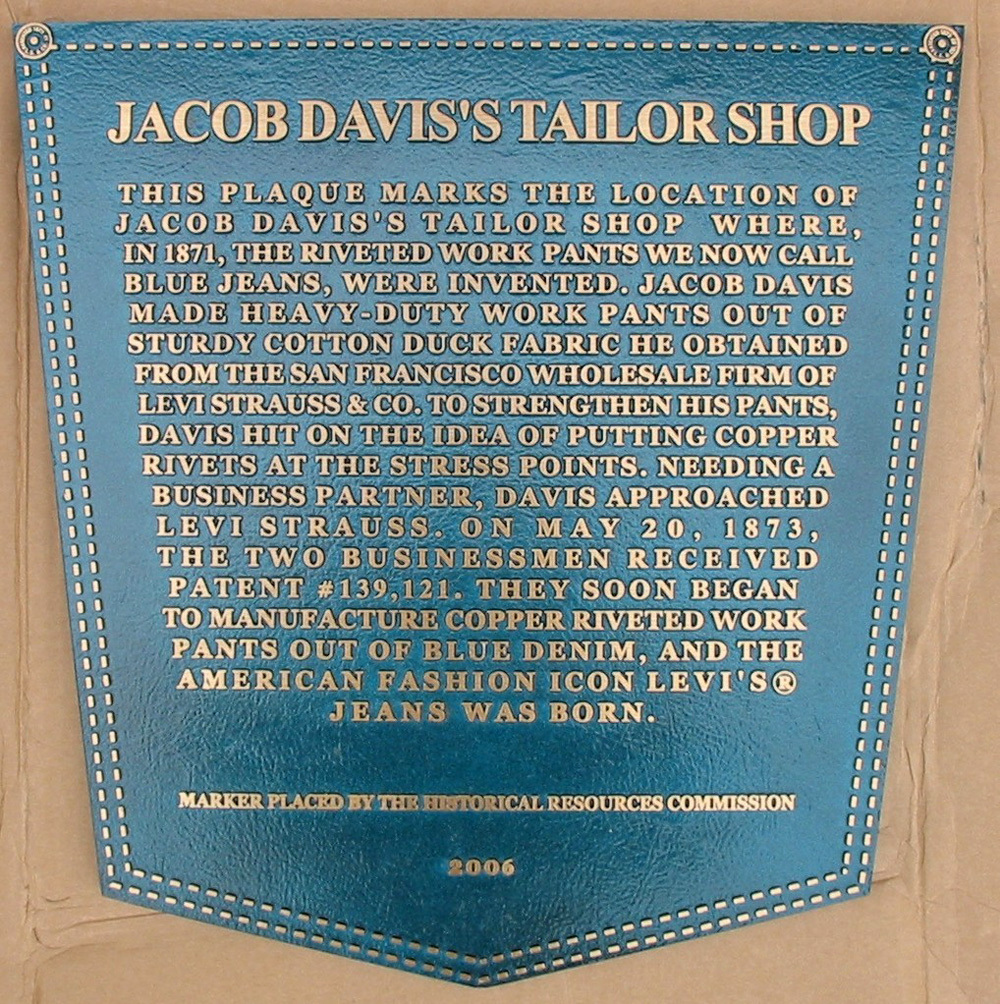 JACOB DAVIS'S TAILOR SHOP
THIS PLAQUE MARKS THE LOCATION OF
JACOB DAVIS'S TAILOR SHOP WHERE,
IN 1871, THE RIVETED WORK PANTS WE NOW CALL
BLUE JEANS, WERE INVENTED. JACOB DAVIS
MADE HEAVY-DUTY WORK PANTS OUT OF
STURDY COTTON DUCK FABRIC HE OBTAINED
FROM THE SAN FRANCISCO WHOLESALE FIRM OF
LEVI STRAUSS & CO. TO STRENGTHEN HIS PANTS,
DAVIS HIT ON THE IDEA OF PUTTING COPPER
RIVETS AT THE STRESS POINTS. NEEDING A
BUSINESS PARTNER, DAVIS APPROACHED
LEVI STRAUSS. ON MAY 20, 1873,
THE TWO BUSINESSMEN RECEIVED
PATENT #139,121. THEY SOON BEGAN
TO MANUFACTURE COPPER RIVETED WORK
PANTS OUT OF BLUE DENIM, AND THE
AMERICAN FASHION ICON LEVI'S®
JEANS WAS BORN.
MARKER PLACED BY THE HISTORICAL RESOURCES COMMISSION
2006